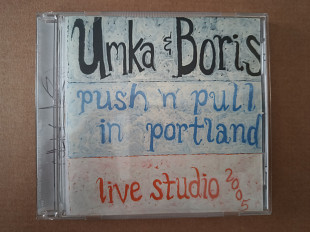 Umka & Boris
push 'n' pull
in portland
live studio 2005